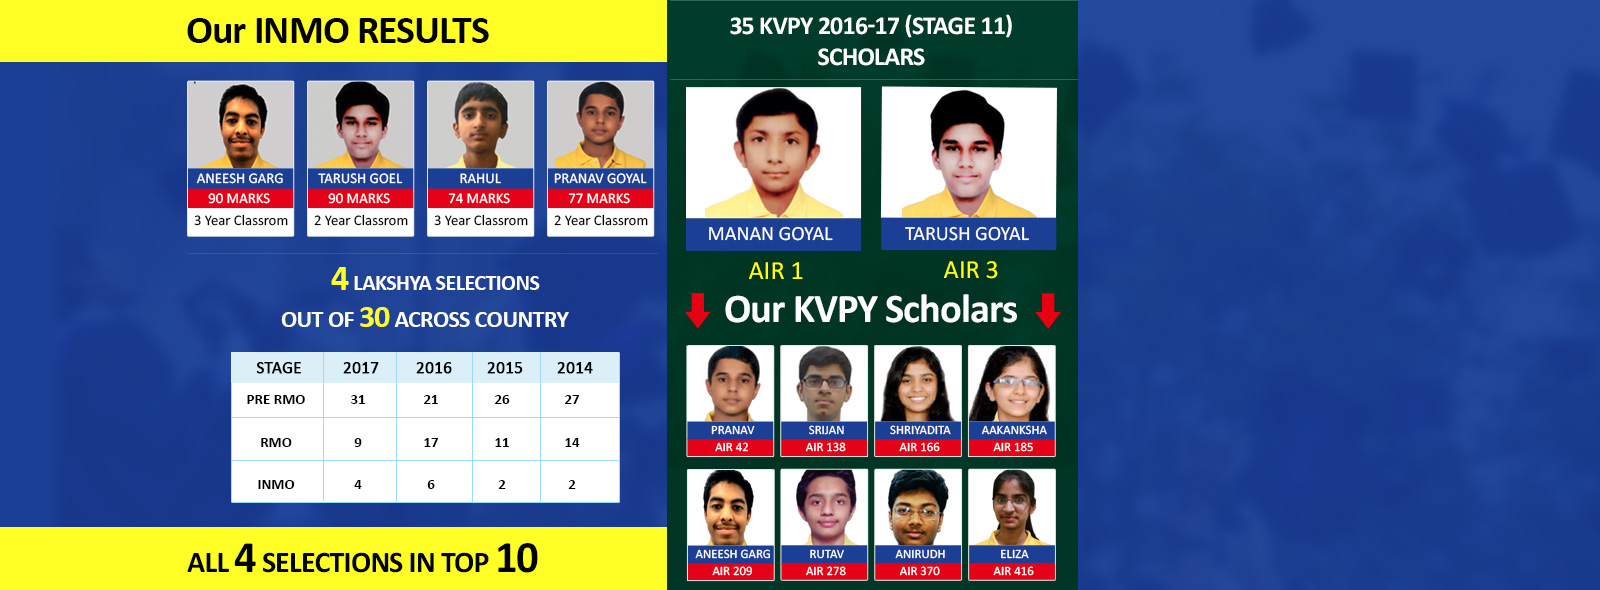 Our INMO RESULTS
ANEESH GARG
90 MARKS
3 Year Classrom
TARUSH GOEL
90 MARKS
2 Year Classrom
RAHUL
74 MARKS
3 Year Classrom
PRANAV GOYAL
77 MARKS
2 Year Classrom
4 LAKSHYA SELECTIONS
OUT OF 30 ACROSS COUNTRY
STAGE 2017 2016 2015 2014
PRE RMO 31 21 26 27
RMO 9 17 11 14
INMO 4 6 2 2
ALL 4 SELECTIONS IN TOP 10
35 KVPY 2016-17 (STAGE 11)
SCHOLARS
MANAN GOYAL
AIR 1
TARUSH GOYAL
AIR 3
Our KVPY Scholars
PRANAV
AIR 42
SRIJAN
AIR 138
SHRIYADITA
AIR 166
AAKANKSHA
AIR 185
ANEESH GARG
AIR 209
RUTAV
AIR 278
ANIRUDH
AIR 370
ELIZA
AIR 416